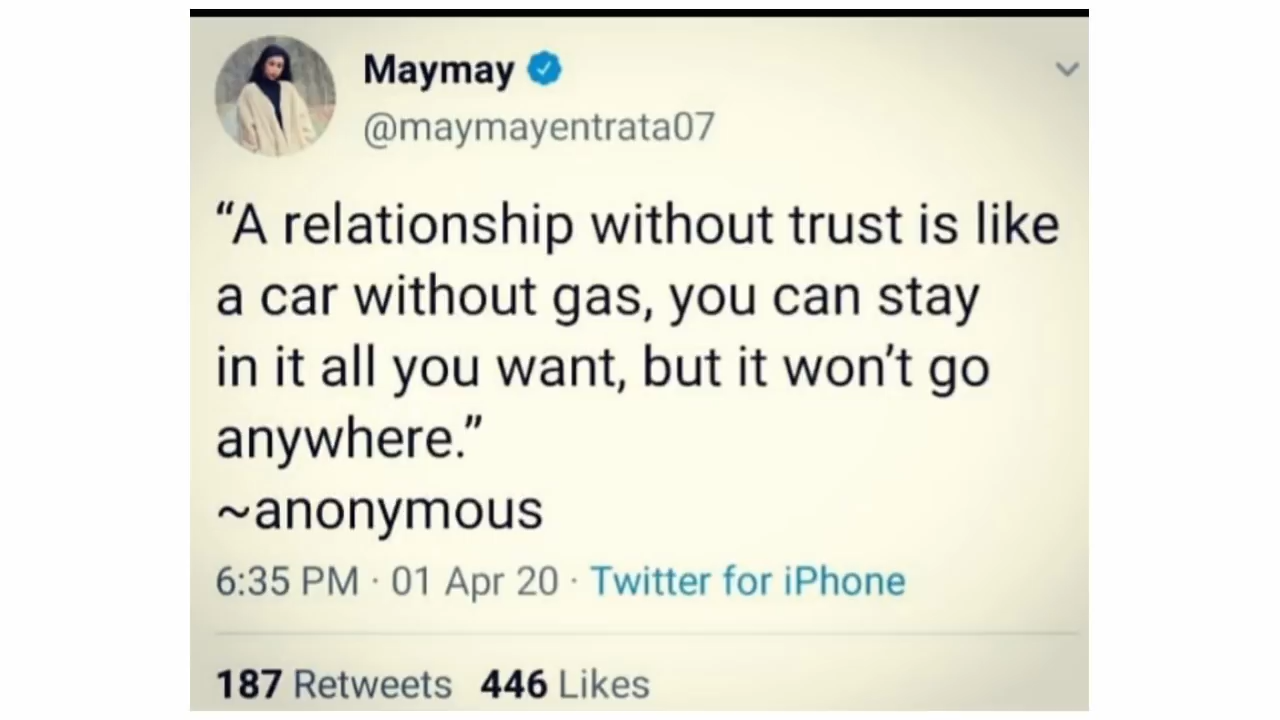 Maymay
@maymayentrata07
“A relationship without trust is like
a car without gas, you can stay
in it all you want, but it won’t go
anywhere.”
~anonymous
6:35 PM · 01 Apr 20 · Twitter for iPhone
187 Retweets 446 Likes